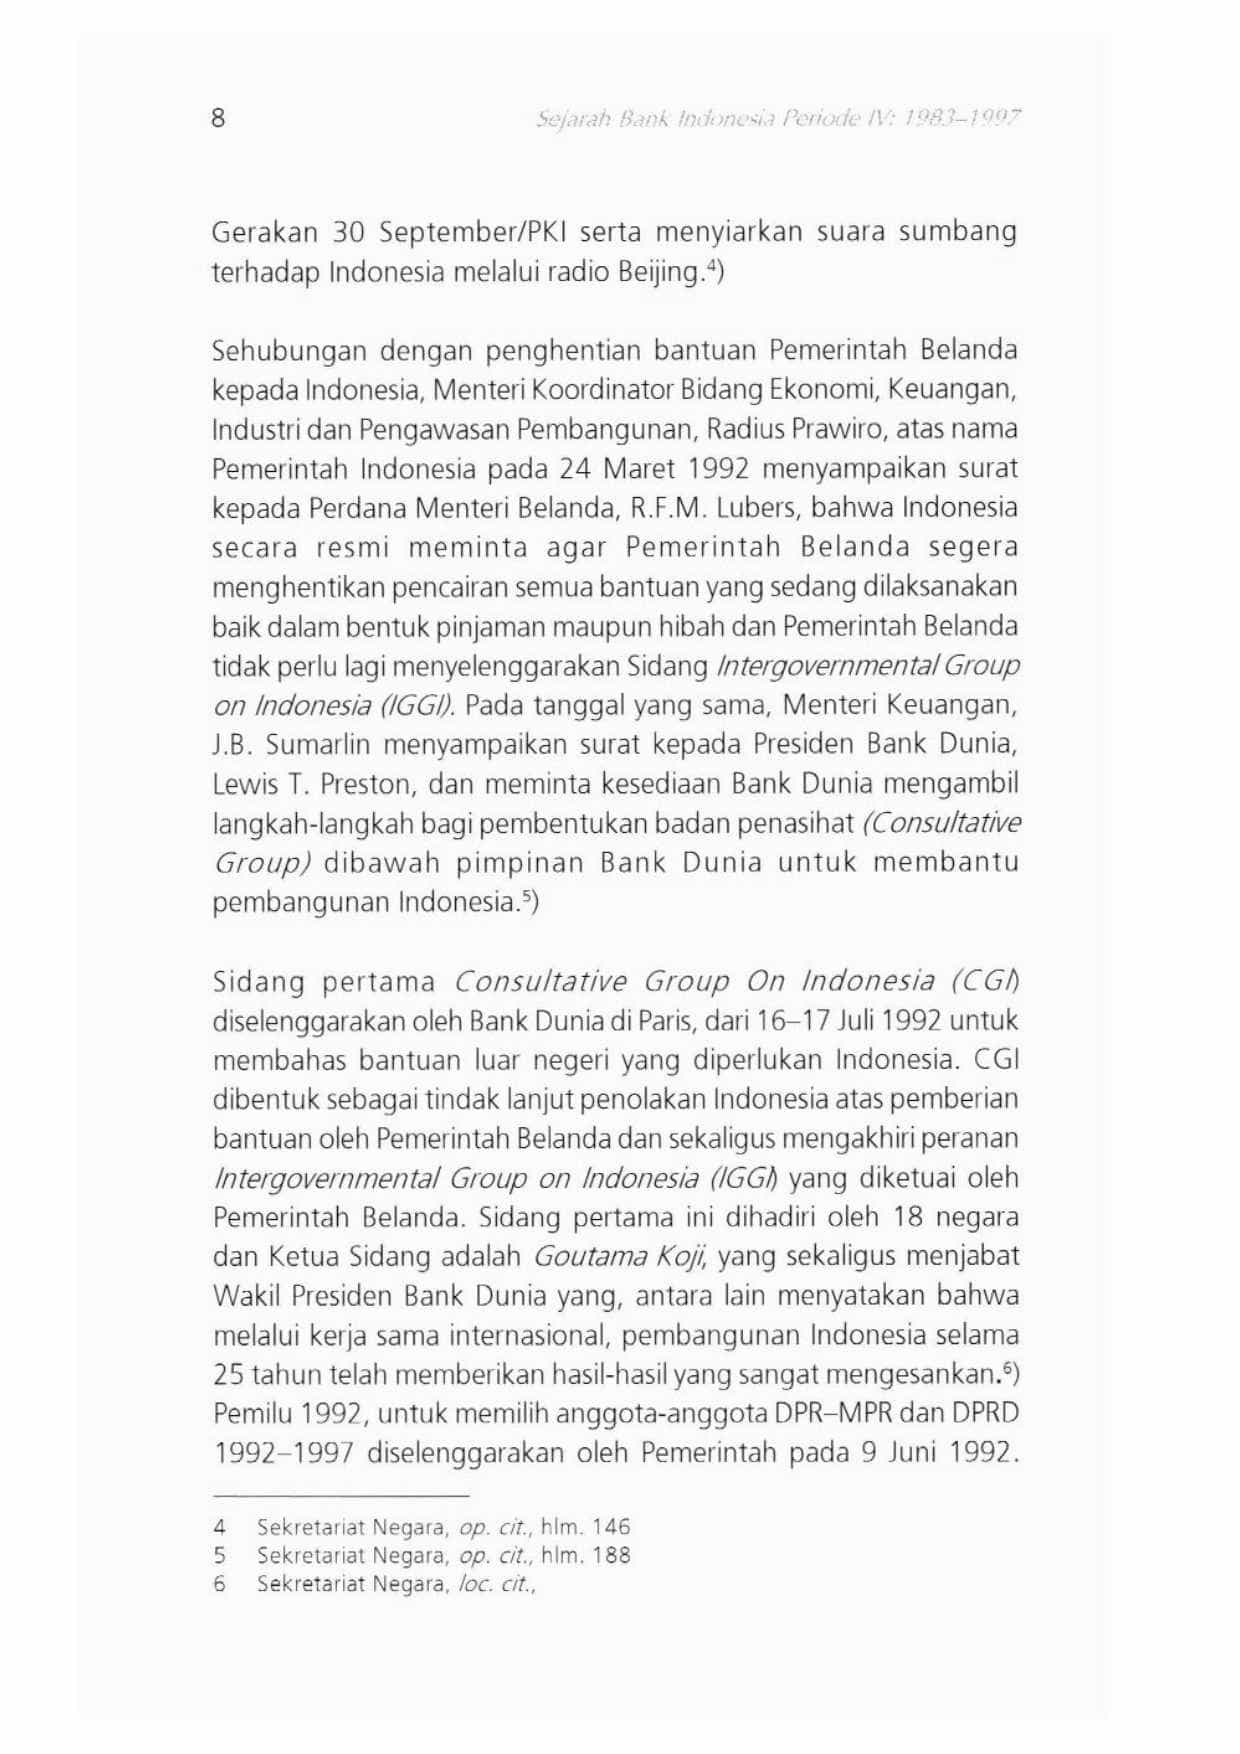 8 Sejarah Bank Indonesia Periode IV: 1983–1997
Gerakan 30 September/PKI serta menyiarkan suara sumbang
terhadap Indonesia melalui radio Beijing.⁴)
Sehubungan dengan penghentian bantuan Pemerintah Belanda
kepada Indonesia, Menteri Koordinator Bidang Ekonomi, Keuangan,
Industri dan Pengawasan Pembangunan, Radius Prawiro, atas nama
Pemerintah Indonesia pada 24 Maret 1992 menyampaikan surat
kepada Perdana Menteri Belanda, R.F.M. Lubers, bahwa Indonesia
secara resmi meminta agar Pemerintah Belanda segera
menghentikan pencairan semua bantuan yang sedang dilaksanakan
baik dalam bentuk pinjaman maupun hibah dan Pemerintah Belanda
tidak perlu lagi menyelenggarakan Sidang Intergovernmental Group
on Indonesia (IGGI). Pada tanggal yang sama, Menteri Keuangan,
J.B. Sumarlin menyampaikan surat kepada Presiden Bank Dunia,
Lewis T. Preston, dan meminta kesediaan Bank Dunia mengambil
langkah-langkah bagi pembentukan badan penasihat (Consultative
Group) dibawah pimpinan Bank Dunia untuk membantu
pembangunan Indonesia.⁵)
Sidang pertama Consultative Group On Indonesia (CGI)
diselenggarakan oleh Bank Dunia di Paris, dari 16–17 Juli 1992 untuk
membahas bantuan luar negeri yang diperlukan Indonesia. CGI
dibentuk sebagai tindak lanjut penolakan Indonesia atas pemberian
bantuan oleh Pemerintah Belanda dan sekaligus mengakhiri peranan
Intergovernmental Group on Indonesia (IGGI) yang diketuai oleh
Pemerintah Belanda. Sidang pertama ini dihadiri oleh 18 negara
dan Ketua Sidang adalah Goutama Koji, yang sekaligus menjabat
Wakil Presiden Bank Dunia yang, antara lain menyatakan bahwa
melalui kerja sama internasional, pembangunan Indonesia selama
25 tahun telah memberikan hasil-hasil yang sangat mengesankan.⁶)
Pemilu 1992, untuk memilih anggota-anggota DPR–MPR dan DPRD
1992–1997 diselenggarakan oleh Pemerintah pada 9 Juni 1992.
4 Sekretariat Negara, op. cit., hlm. 146
5 Sekretariat Negara, op. cit., hlm. 188
6 Sekretariat Negara, loc. cit.,